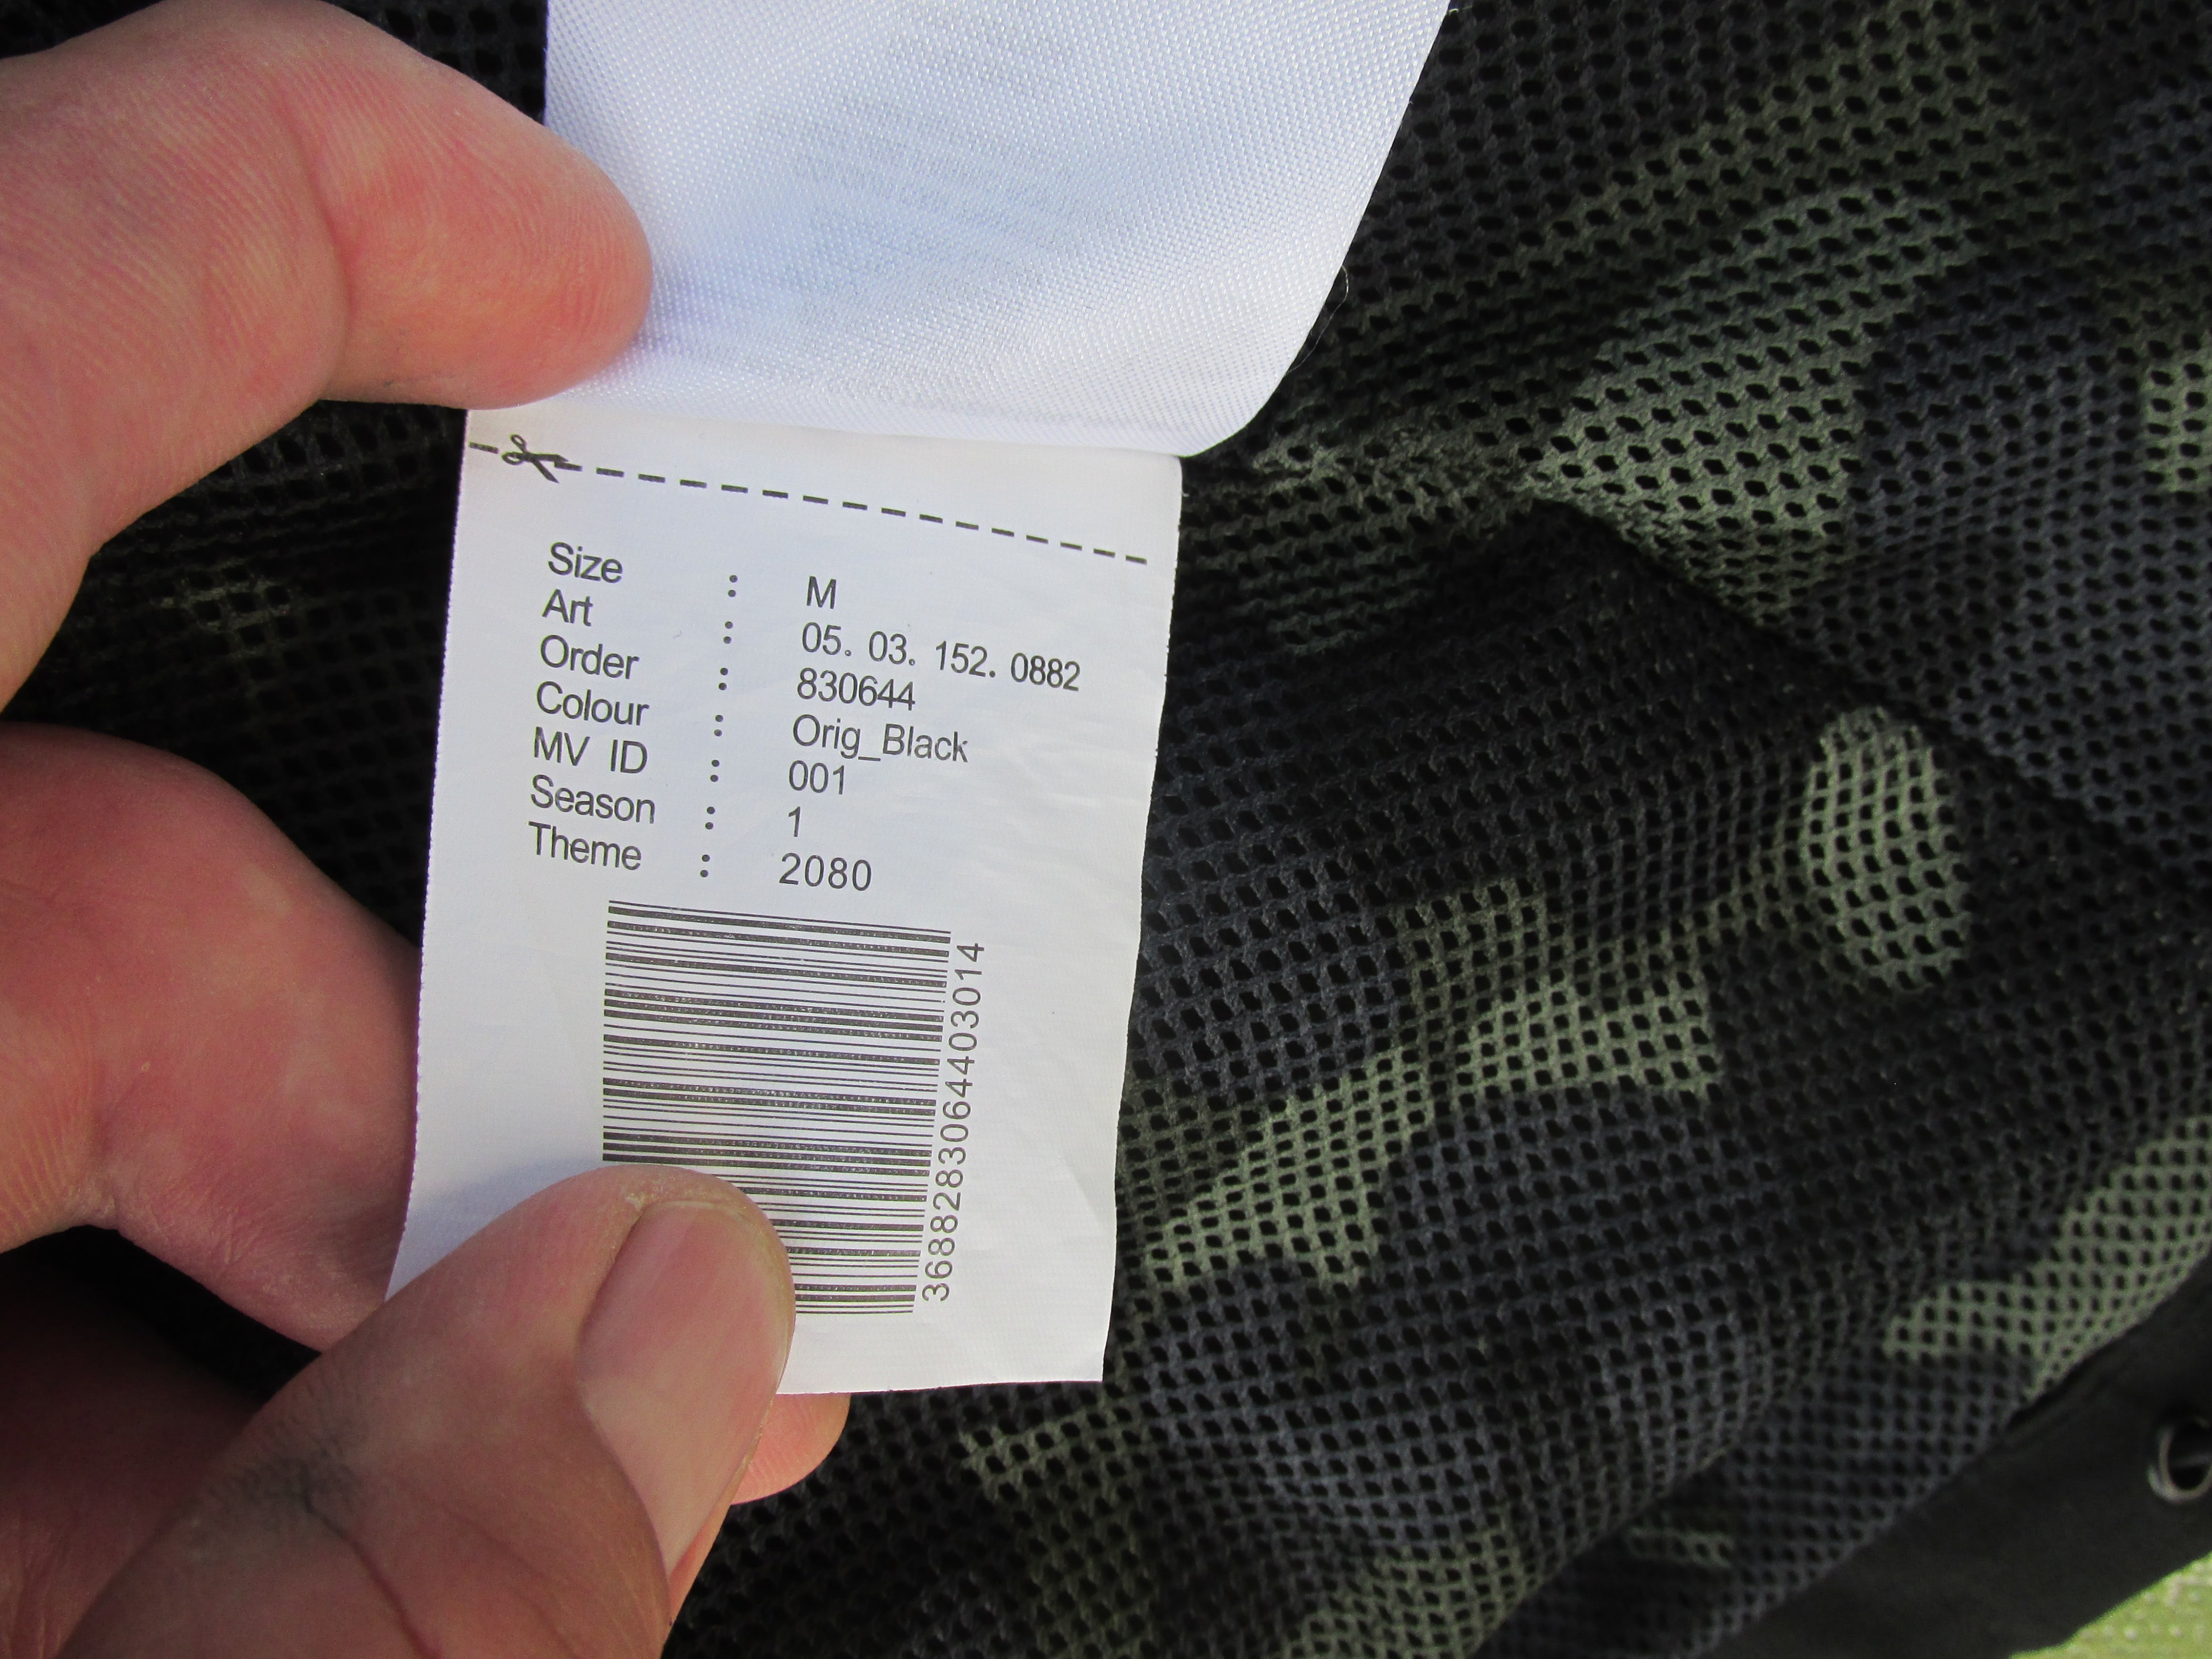 Size : M
Art : 05. 03. 152. 0882
Order : 830644
Colour : Orig_Black
MV ID : 001
Season : 1
Theme : 2080
3688283064403014